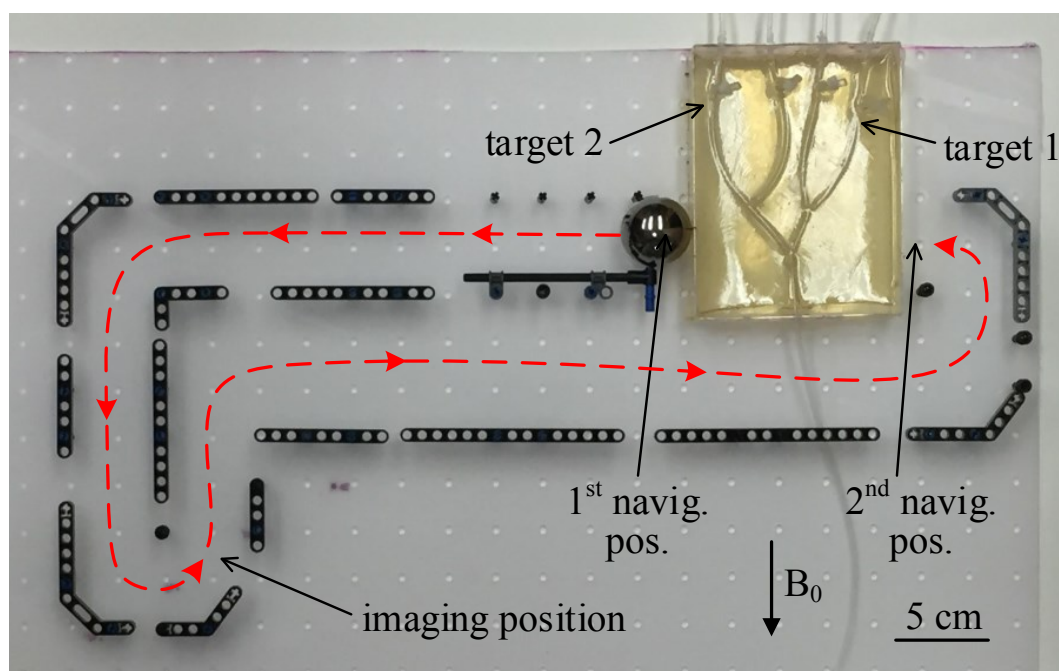 target 2
target 1
1st navig.
pos.
2nd navig.
pos.
imaging position
B0
5 cm